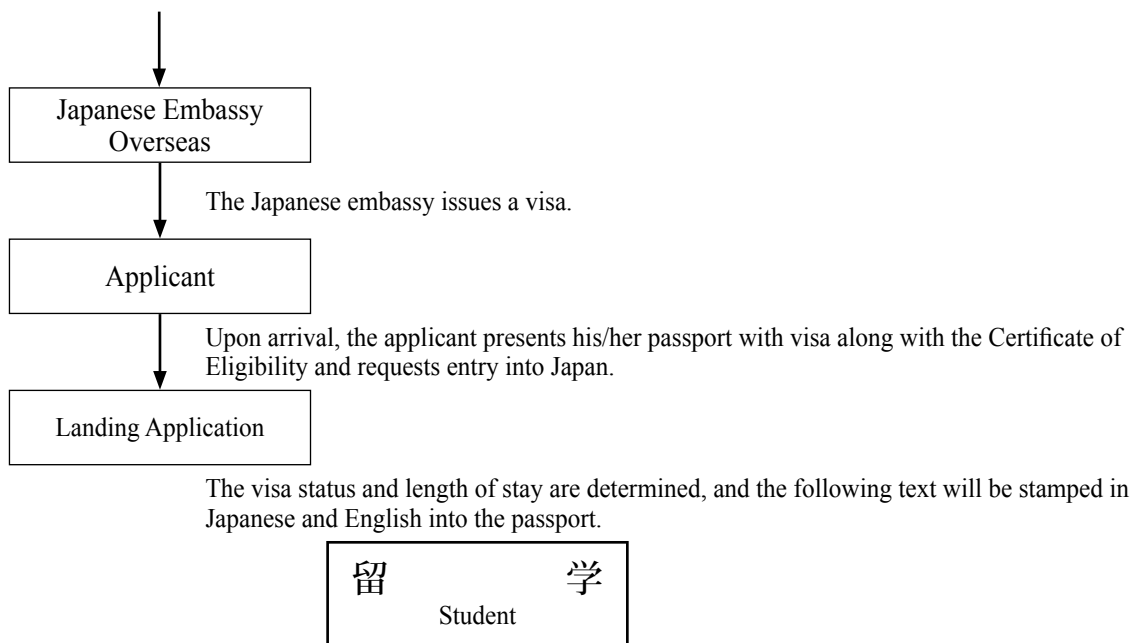 Japanese Embassy
Overseas
The Japanese embassy issues a visa.
Applicant
Upon arrival, the applicant presents his/her passport with visa along with the Certificate of
Eligibility and requests entry into Japan.
Landing Application
The visa status and length of stay are determined, and the following text will be stamped in
Japanese and English into the passport.
留 学
Student